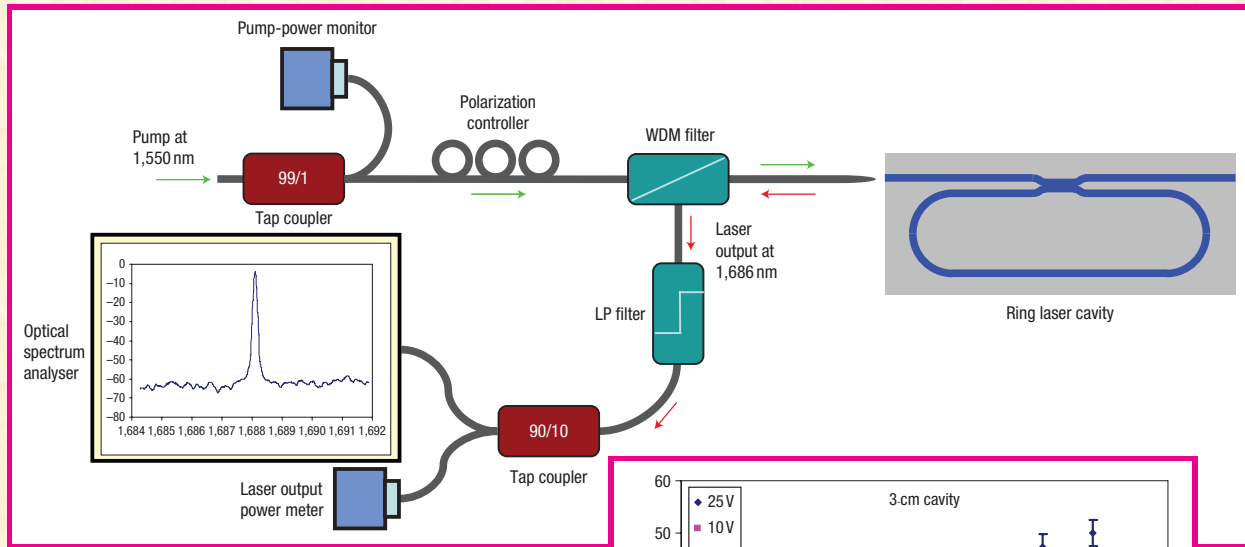 Pump-power monitor
Polarization
controller
WDM filter
Pump at
1,550 nm
99/1
Tap coupler
Laser
output at
1,686 nm
LP filter
Ring laser cavity
Optical
spectrum
analyser
0
–10
–20
–30
–40
–50
–60
–70
–80
1,684 1,685 1,686 1,687 1,688 1,689 1,690 1,691 1,692
90/10
Tap coupler
Laser output
power meter
60
50
25 V
10 V
3-cm cavity